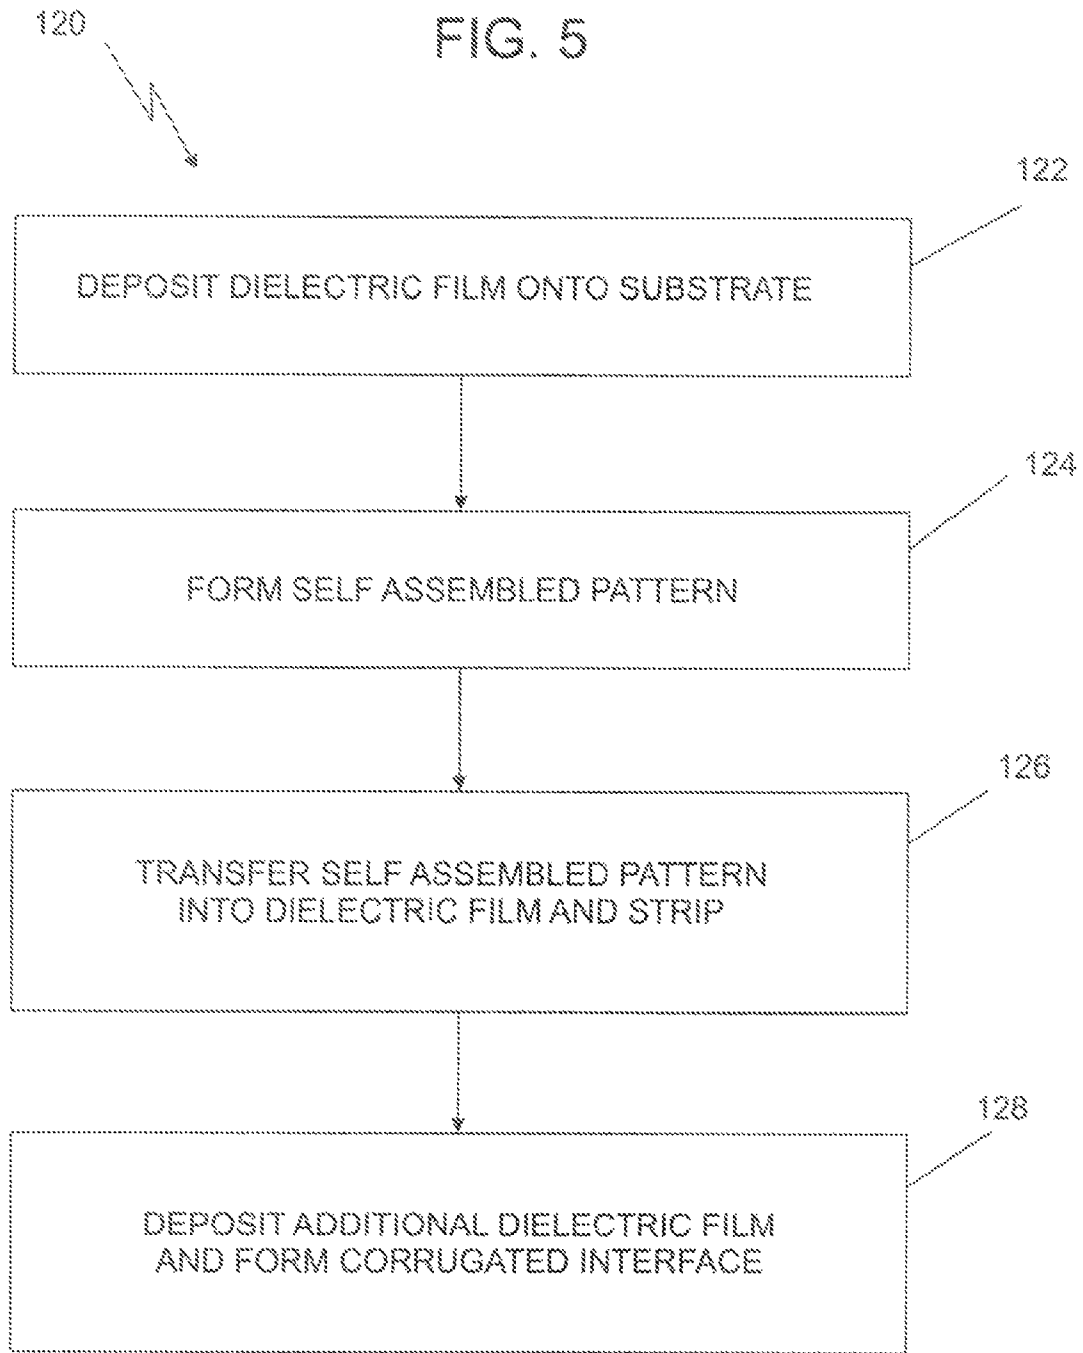 120
FIG. 5
122
DEPOSIT DIELECTRIC FILM ONTO SUBSTRATE
124
FORM SELF ASSEMBLED PATTERN
126
TRANSFER SELF ASSEMBLED PATTERN
INTO DIELECTRIC FILM AND STRIP
128
DEPOSIT ADDITIONAL DIELECTRIC FILM
AND FORM CORRUGATED INTERFACE